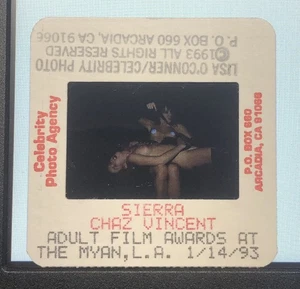 LISA O'CONNER/CELEBRITY PHOTO
©1993 ALL RIGHTS RESERVED
P.O. BOX 660 ARCADIA, CA 91066
Celebrity
Photo Agency
P.O. BOX 660
ARCADIA, CA 91066
SIERRA
CHAZ VINCENT
ADULT FILM AWARDS AT
THE MYAN,L.A. 1/14/93